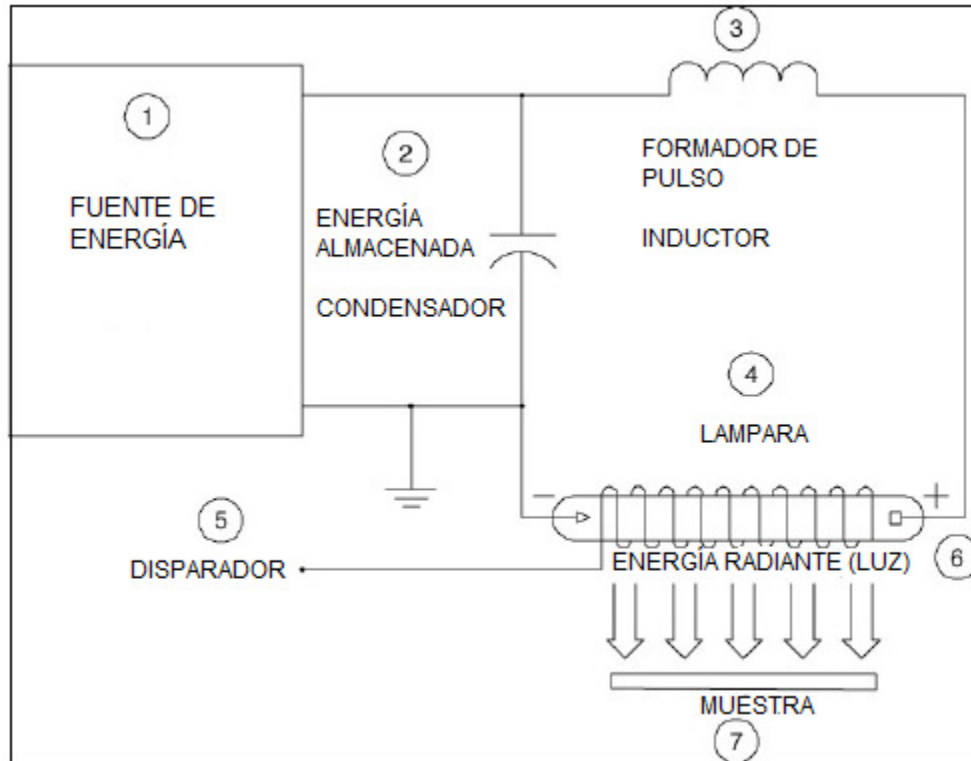 3
1
FUENTE DE
ENERGÍA
2
ENERGÍA
ALMACENADA
CONDENSADOR
FORMADOR DE
PULSO
INDUCTOR
4
LAMPARA
5
DISPARADOR
- +
6
ENERGÍA RADIANTE (LUZ)
MUESTRA
7